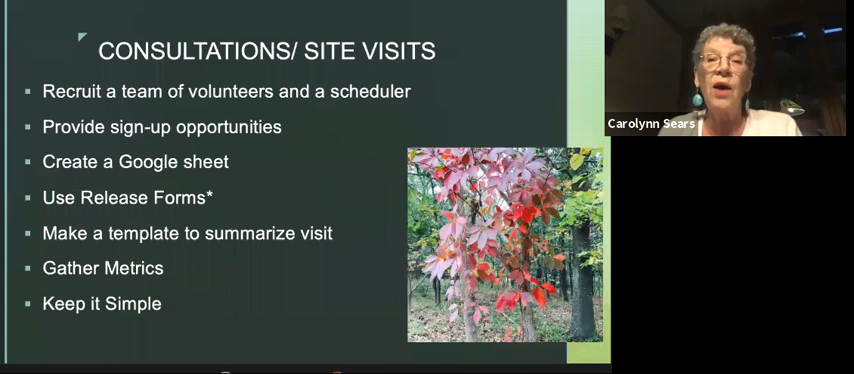 CONSULTATIONS/ SITE VISITS
Recruit a team of volunteers and a scheduler
Provide sign-up opportunities
Create a Google sheet
Use Release Forms*
Make a template to summarize visit
Gather Metrics
Keep it Simple
Carolynn Sears